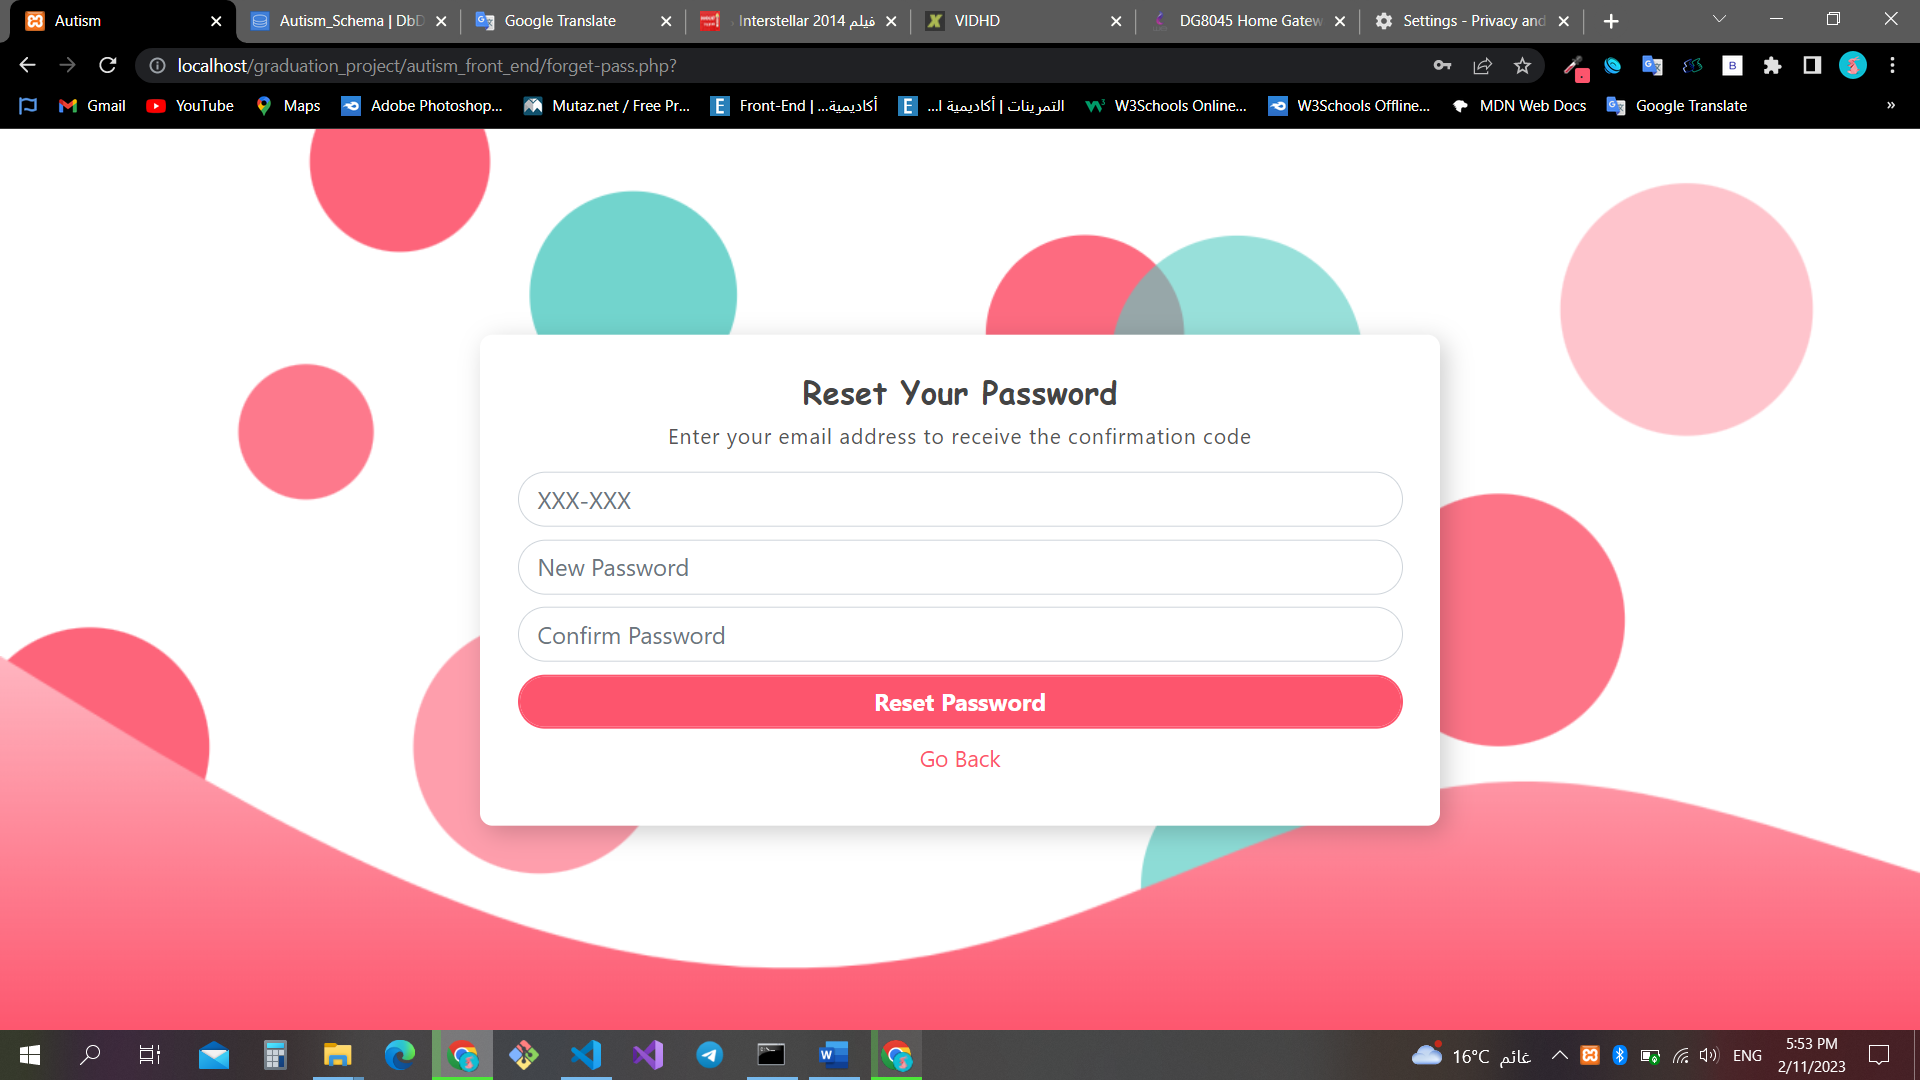 Autism
Autism_Schema | DbD
Google Translate
فيلم Interstellar 2014
VIDHD
DG8045 Home Gatew
Settings - Privacy and
localhost/graduation_project/autism_front_end/forget-pass.php?
Gmail
YouTube
Maps
Adobe Photoshop...
Mutaz.net / Free Pr...
Front-End | أكاديمية...
التمرينات | أكاديمية ا...
W3Schools Online...
W3Schools Offline...
MDN Web Docs
Google Translate
»
Reset Your Password
Enter your email address to receive the confirmation code
XXX-XXX
New Password
Confirm Password
Reset Password
Go Back
16°C غائم
ENG
5:53 PM
2/11/2023